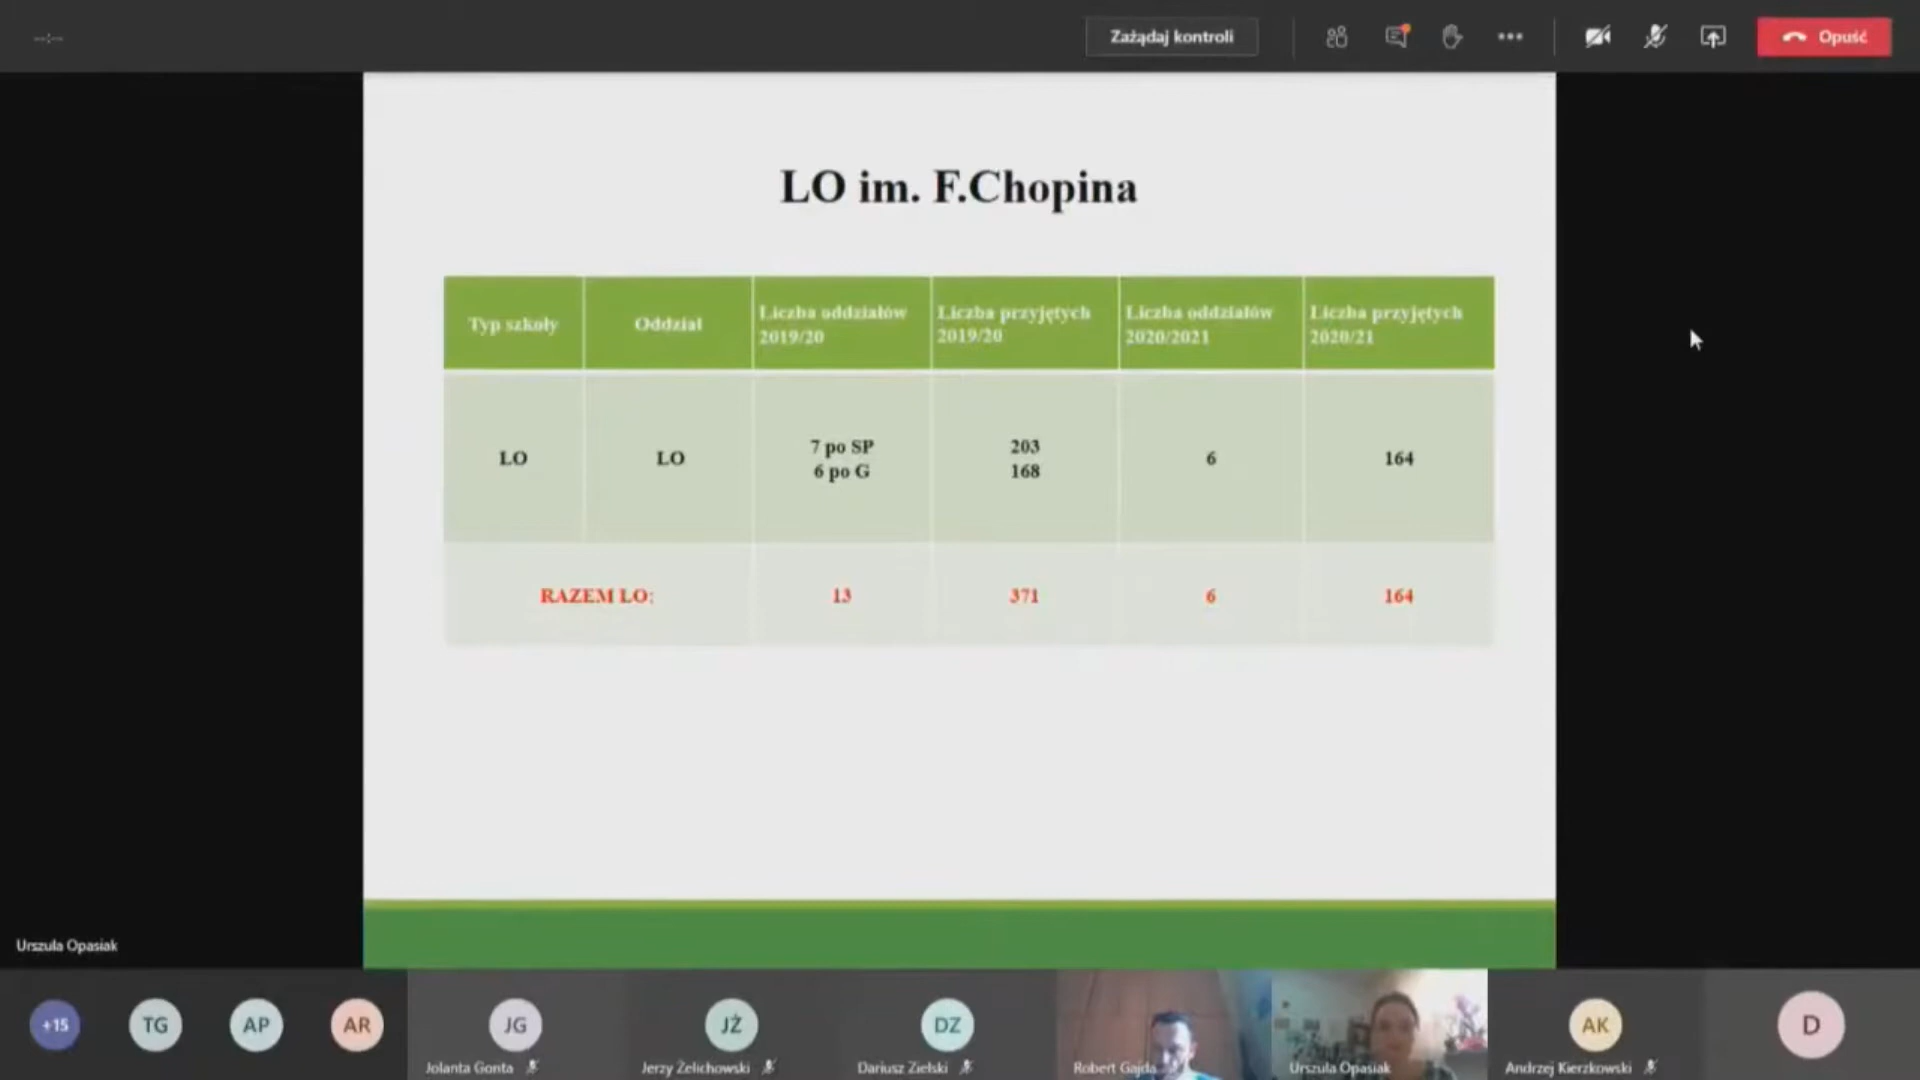 --:--
Zażądaj kontroli
Opuść
LO im. F.Chopina
Typ szkoły
Oddział
Liczba oddziałów
2019/20
Liczba przyjętych
2019/20
Liczba oddziałów
2020/2021
Liczba przyjętych
2020/21
LO
LO
7 po SP
6 po G
203
168
6
164
RAZEM LO:
13
371
6
164
Urszula Opasiak
+15
TG
AP
AR
JG
Jolanta Gonta
JŻ
Jerzy Żelichowski
DZ
Dariusz Zielski
Robert Gajda
Urszula Opasiak
AK
Andrzej Kierzkowski
D